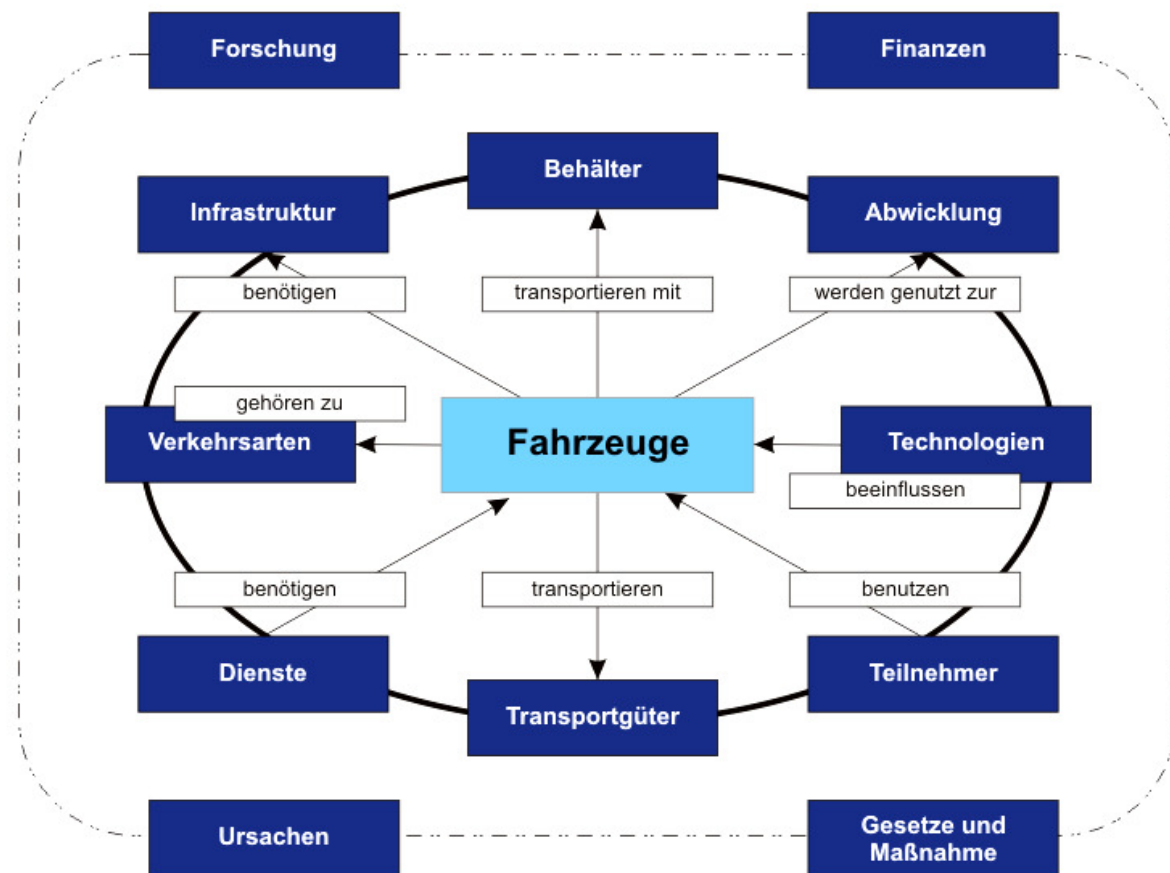 Forschung
Finanzen
Behälter
Infrastruktur
Abwicklung
benötigen
transportieren mit
werden genutzt zur
gehören zu
Verkehrsarten
Fahrzeuge
Technologien
beeinflussen
benötigen
transportieren
benutzen
Dienste
Teilnehmer
Transportgüter
Ursachen
Gesetze und
Maßnahme